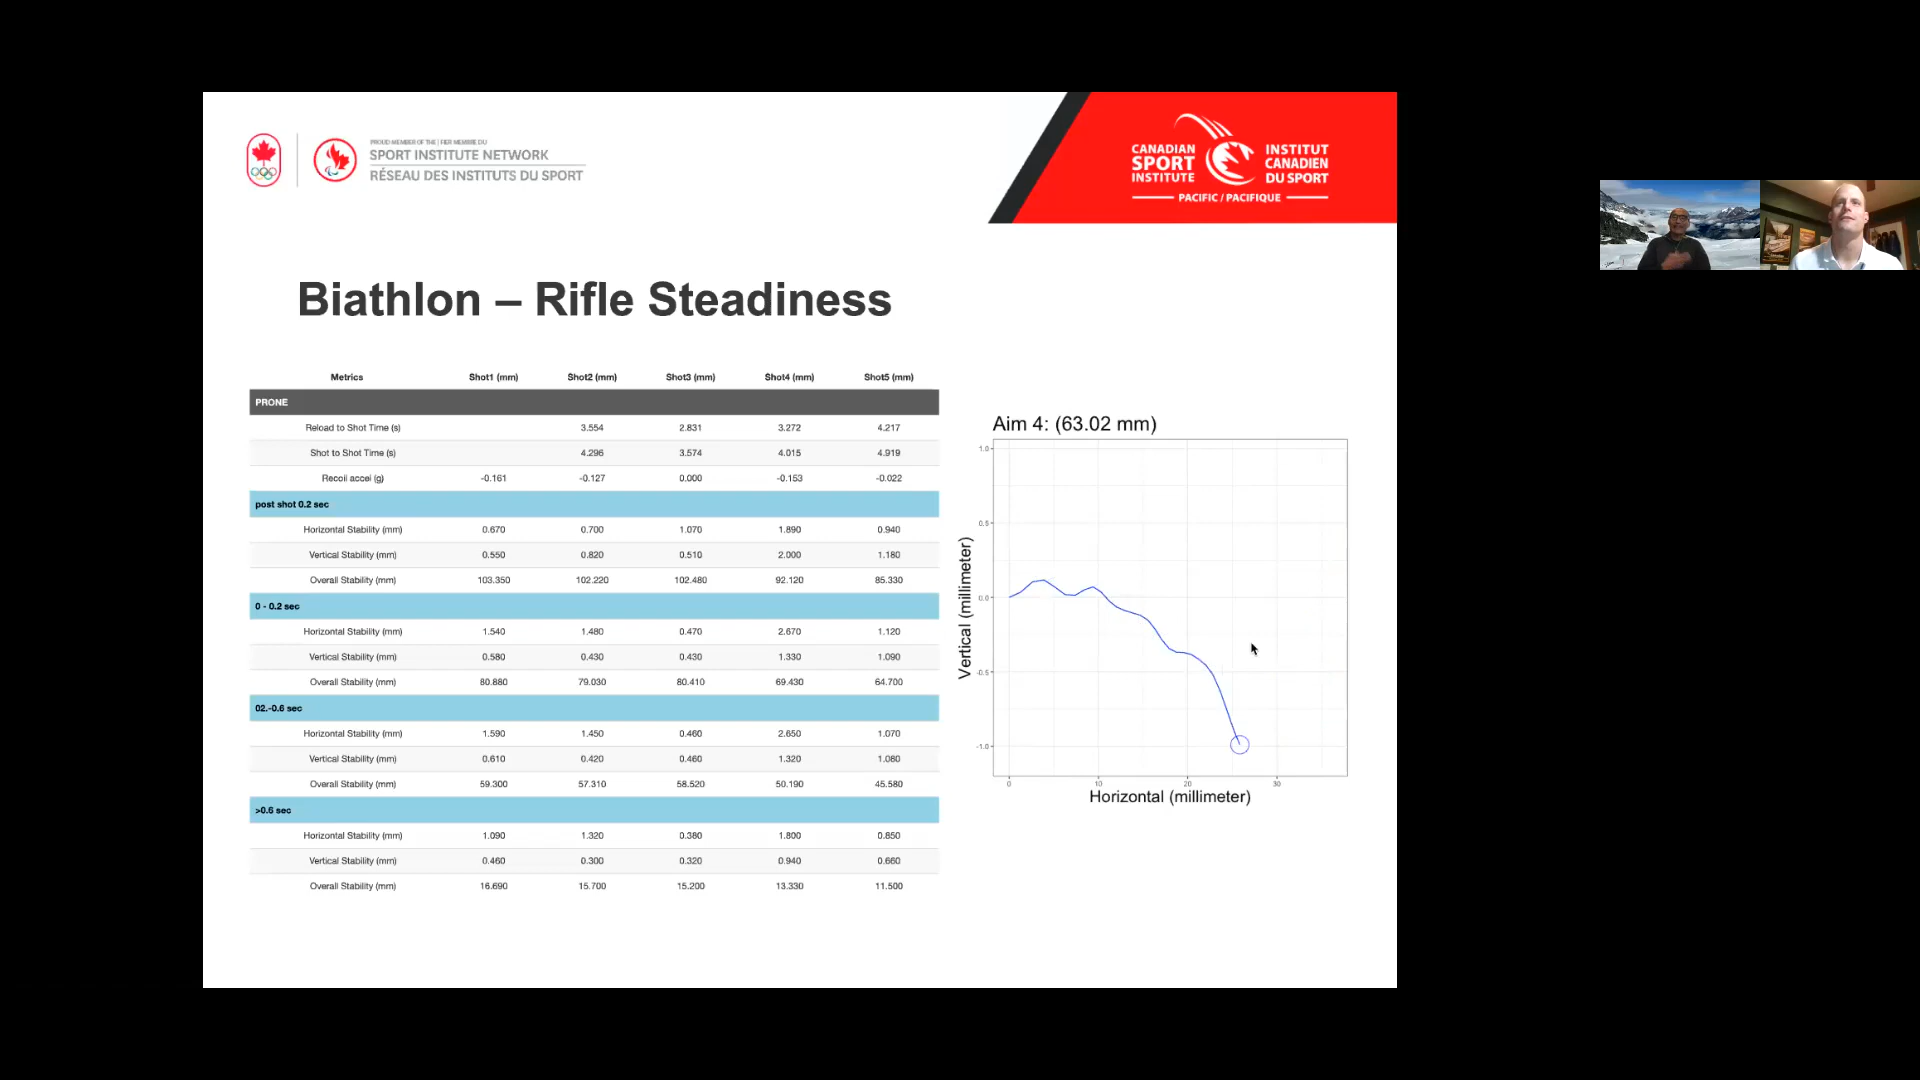 PROUD MEMBER OF THE | FIER MEMBRE DU
SPORT INSTITUTE NETWORK
RÉSEAU DES INSTITUTS DU SPORT
CANADIAN SPORT INSTITUTE
INSTITUT CANADIEN DU SPORT
PACIFIC / PACIFIQUE
Biathlon – Rifle Steadiness
Metrics Shot1 (mm) Shot2 (mm) Shot3 (mm) Shot4 (mm) Shot5 (mm)
PRONE
Reload to Shot Time (s) 3.554 2.831 3.272 4.217
Shot to Shot Time (s) 4.296 3.574 4.015 4.919
Recoil accel (g) -0.161 -0.127 0.000 -0.153 -0.022
post shot 0.2 sec
Horizontal Stability (mm) 0.670 0.700 1.070 1.890 0.940
Vertical Stability (mm) 0.550 0.820 0.510 2.000 1.180
Overall Stability (mm) 103.350 102.220 102.480 92.120 85.330
0 - 0.2 sec
Horizontal Stability (mm) 1.540 1.480 0.470 2.670 1.120
Vertical Stability (mm) 0.580 0.430 0.430 1.330 1.090
Overall Stability (mm) 80.880 79.030 80.410 69.430 64.700
02.-0.6 sec
Horizontal Stability (mm) 1.590 1.450 0.460 2.650 1.070
Vertical Stability (mm) 0.610 0.420 0.460 1.320 1.080
Overall Stability (mm) 59.300 57.310 58.520 50.190 45.580
>0.6 sec
Horizontal Stability (mm) 1.090 1.320 0.380 1.800 0.850
Vertical Stability (mm) 0.460 0.300 0.320 0.940 0.660
Overall Stability (mm) 16.690 15.700 15.200 13.330 11.500
Aim 4: (63.02 mm)
Vertical (millimeter)
1.0
0.5
0.0
-0.5
-1.0
0 10 20 30
Horizontal (millimeter)